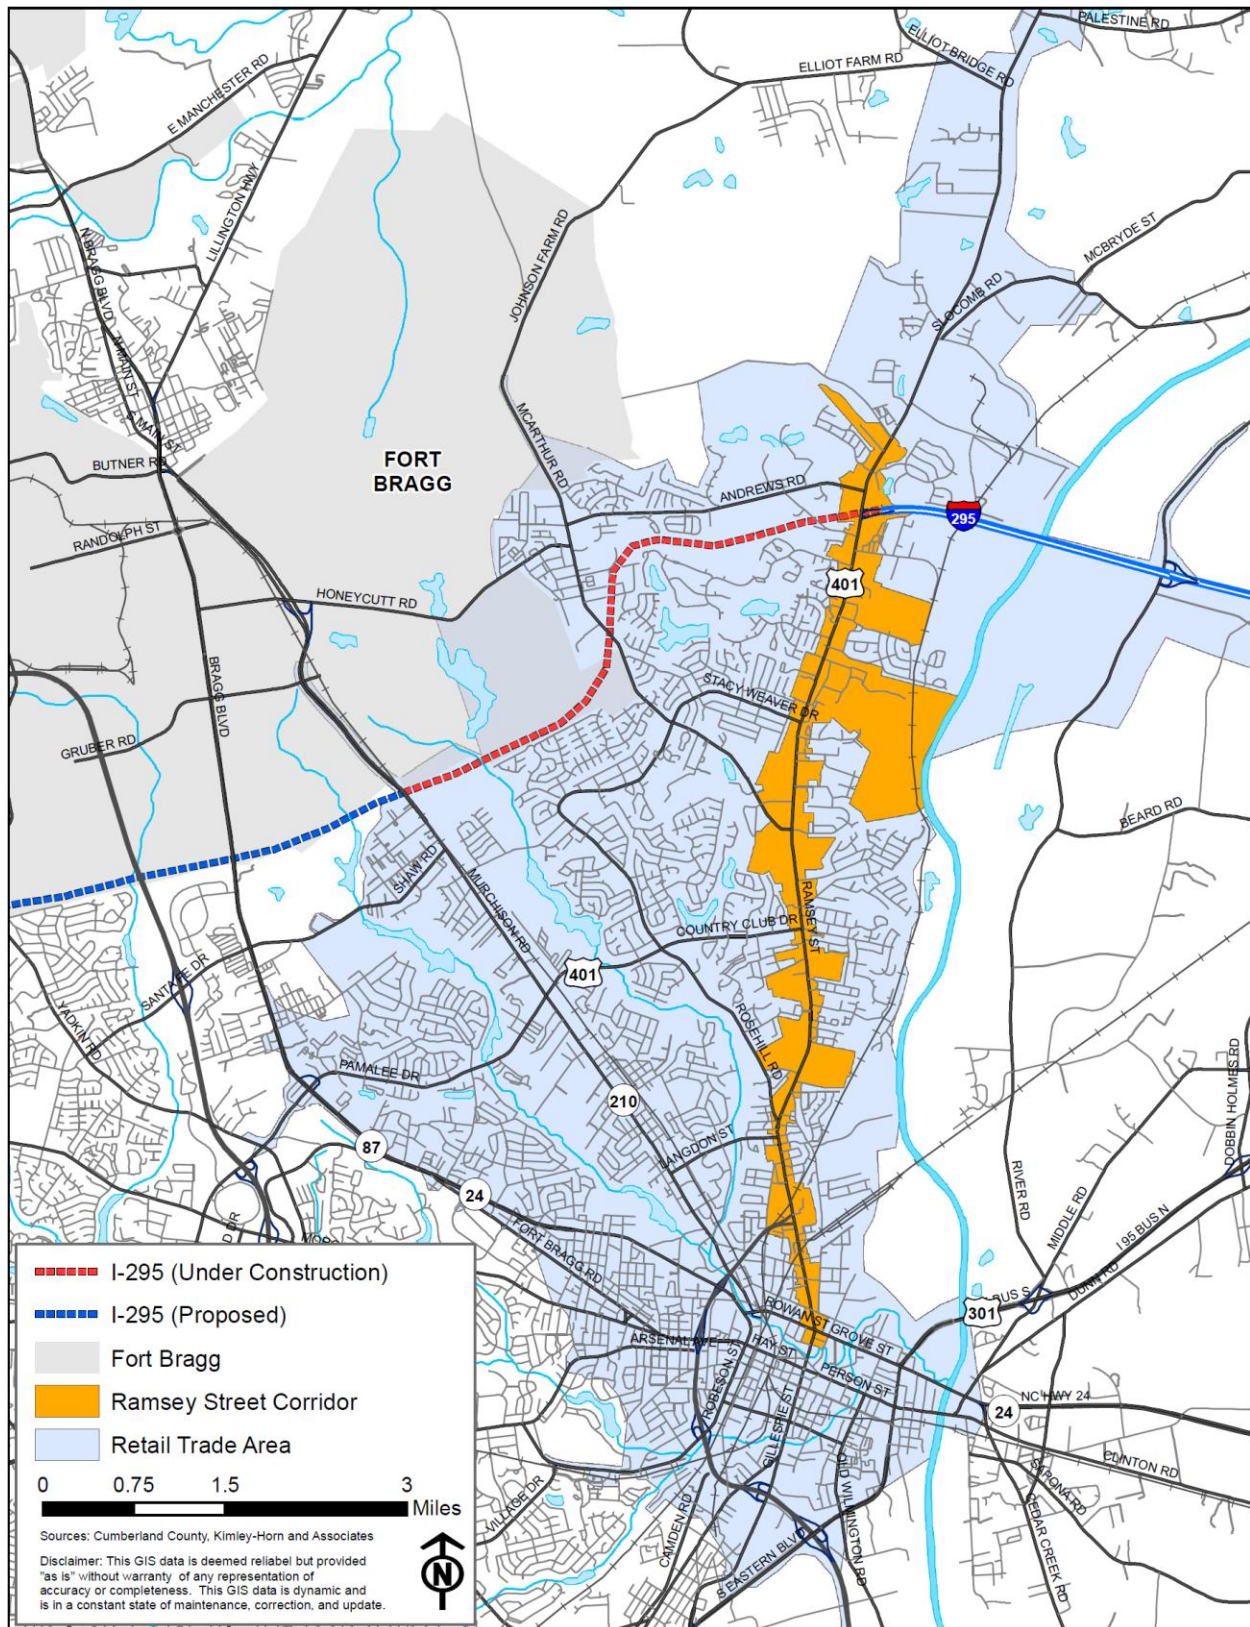 PALESTINE RD
ELLIOT BRIDGE RD
ELLIOT FARM RD
E MANCHESTER RD
LILLINGTON HWY
N BRAGG BLVD
N MAIN ST
S MAIN ST
JOHNSON FARM RD
MCBRYDE ST
SLOCOMB RD
BUTNER RD
FORT
BRAGG
MCARTHUR RD
ANDREWS RD
295
RANDOLPH ST
401
HONEYCUTT RD
STACY WEAVER DR
BRAGG BLVD
GRUBER RD
BEARD RD
SHAW RD
MURCHISON RD
RAMSEY ST
COUNTRY CLUB DR
401
SANTA FE DR
YADKIN RD
ROSEHILL RD
PAMALEE DR
210
DOBBIN HOLMES RD
LANGDON ST
87
24
RIVER RD
MIDDLE RD
I 95 BUS N
FORT BRAGG RD
DUNN RD
BUS S
301
ROWAN ST
GROVE ST
ARSENAL AVE
HAY ST
PERSON ST
ROBESON ST
GILLESPIE ST
NC HWY 24
24
CLINTON RD
SAPONA RD
CEDAR CREEK RD
OLD WILMINGTON RD
VILLAGE DR
CAMDEN RD
S EASTERN BLVD
I-295 (Under Construction)
I-295 (Proposed)
Fort Bragg
Ramsey Street Corridor
Retail Trade Area
0 0.75 1.5 3
Miles
Sources: Cumberland County, Kimley-Horn and Associates
Disclaimer: This GIS data is deemed reliabel but provided
"as is" without warranty of any representation of
accuracy or completeness. This GIS data is dynamic and
is in a constant state of maintenance, correction, and update.
N